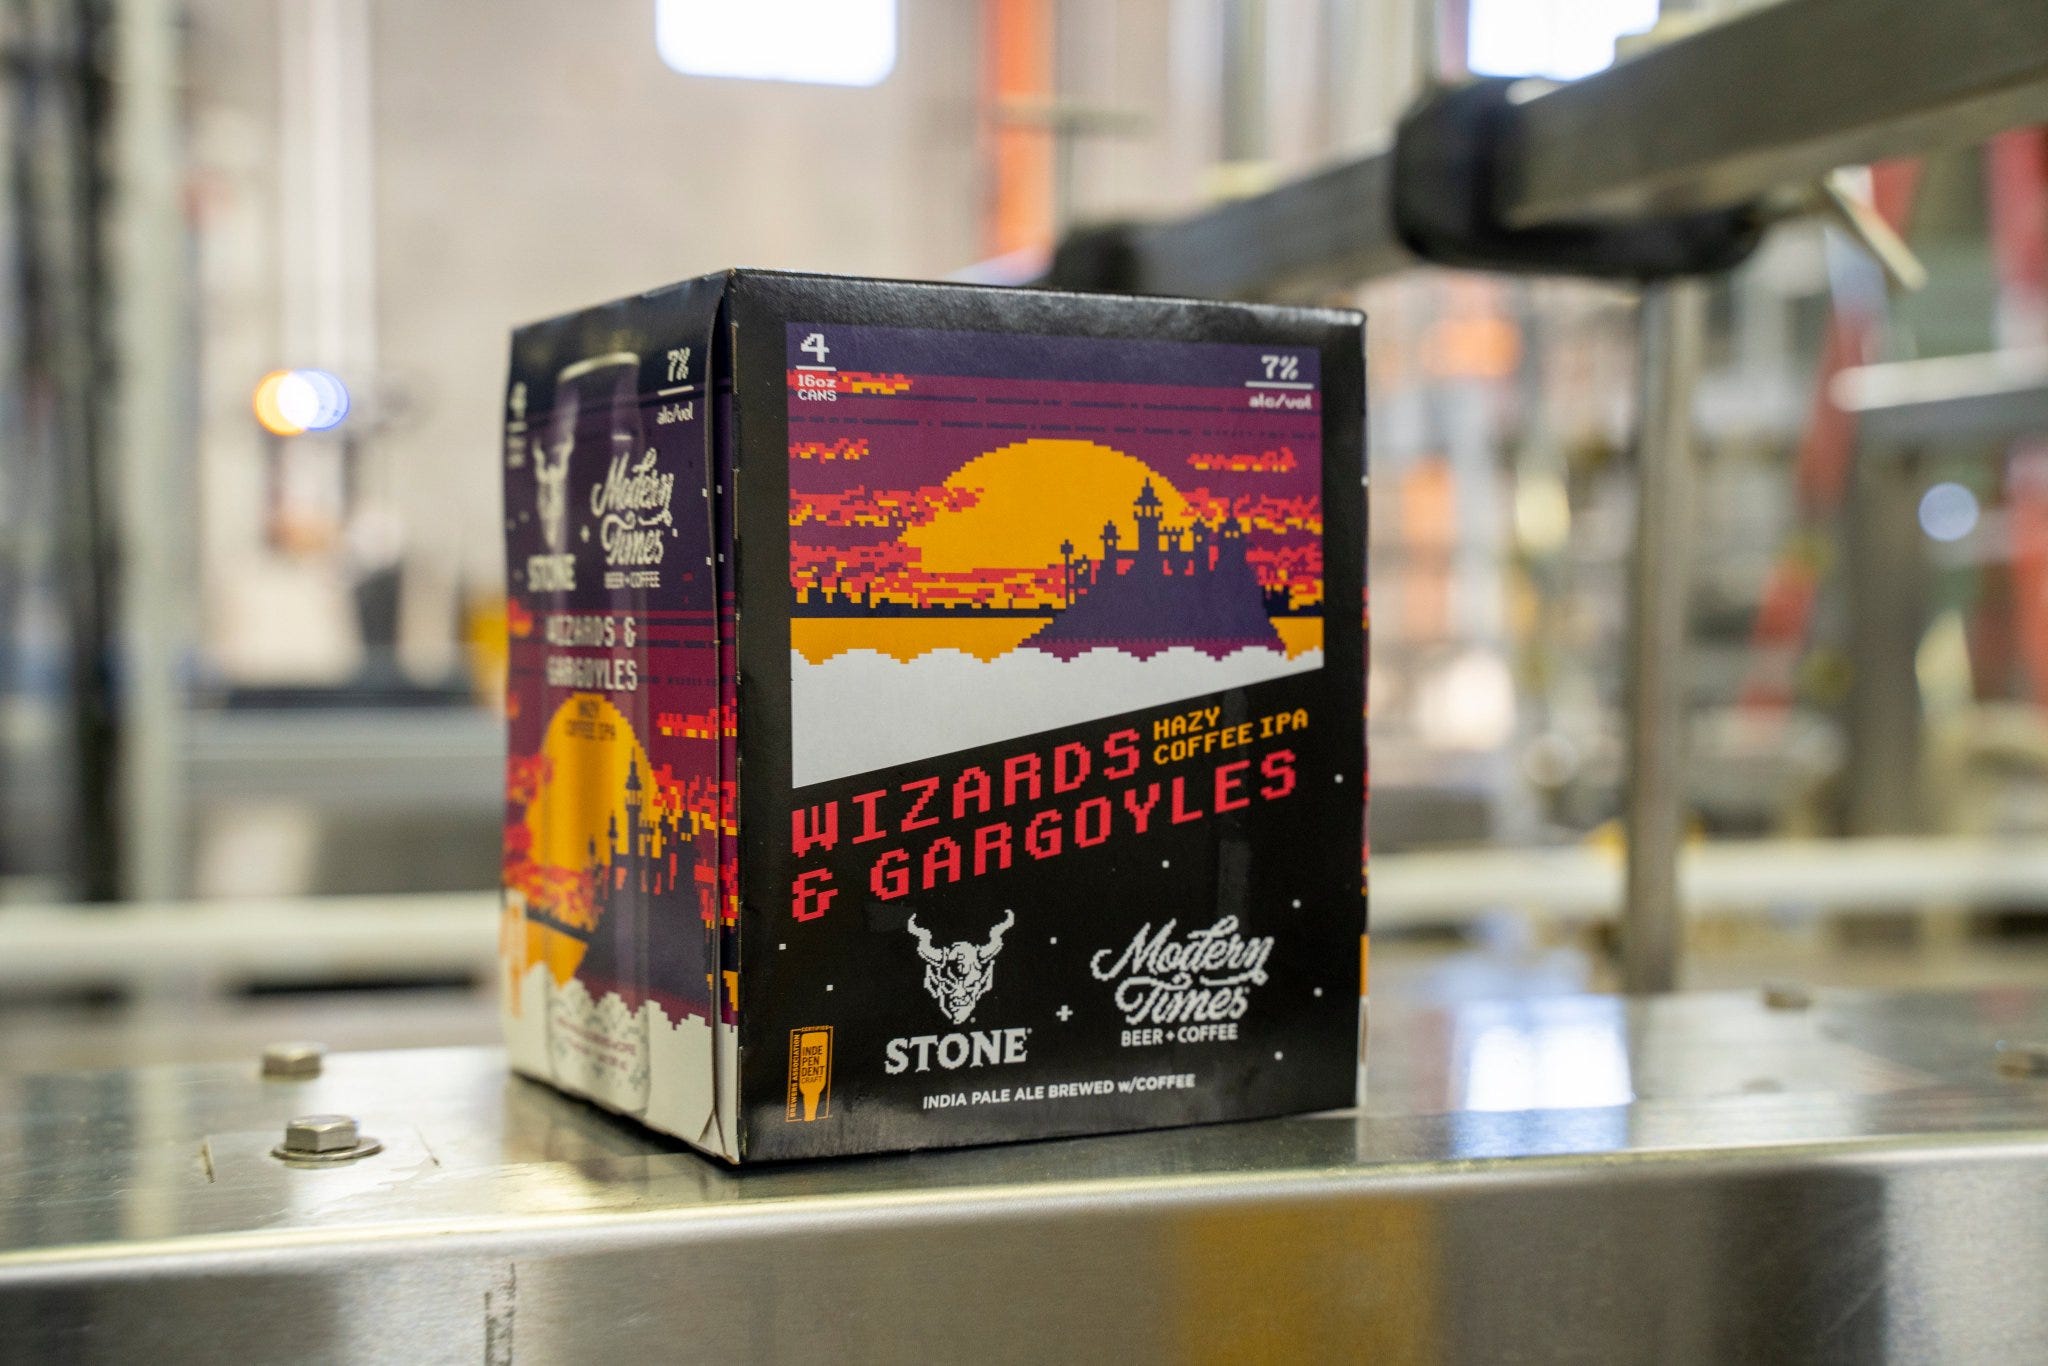 4
16oz
CANS
7%
alc/vol
WIZARDS
& GARGOYLES
HAZY
COFFEE IPA
STONE
+
Modern
Times
BEER + COFFEE
INDIA PALE ALE BREWED w/COFFEE
CERTIFIED
BREWERS ASSOCIATION
INDE
PEN
DENT
CRAFT
4
7%
alc/vol
STONE
+
Modern
Times
BEER + COFFEE
WIZARDS &
GARGOYLES
HAZY
COFFEE IPA